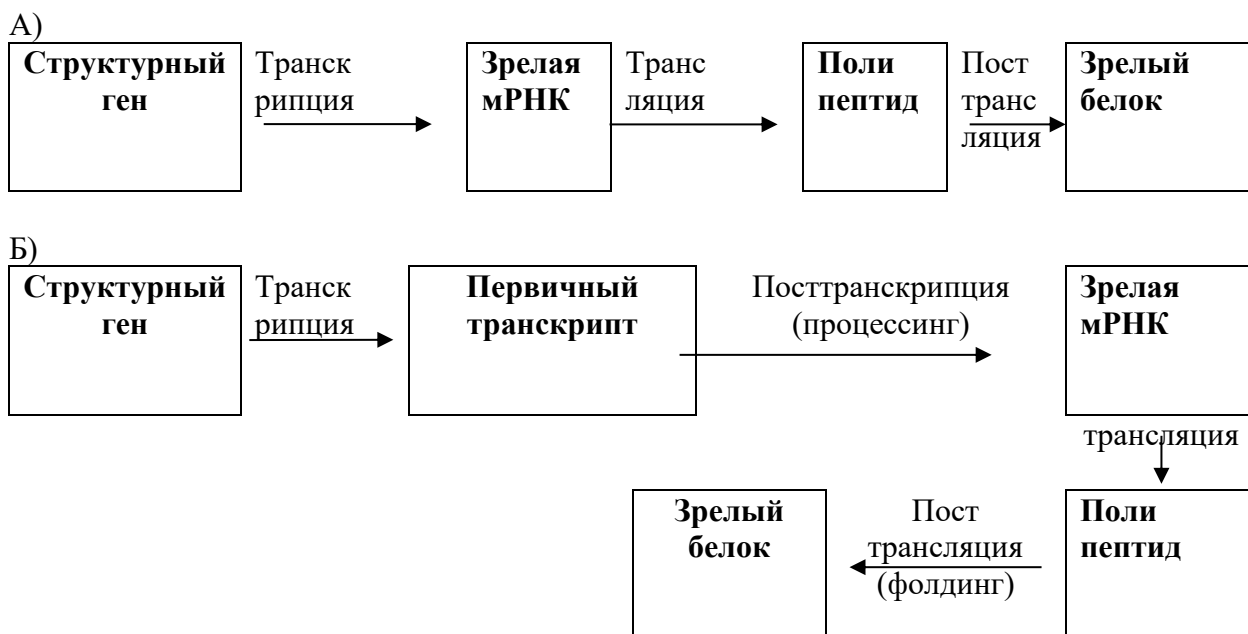 А)
Структурный
ген
Транск
рипция
Зрелая
мРНК
Транс
ляция
Поли
пептид
Пост
транс
ляция
Зрелый
белок
Б)
Структурный
ген
Транск
рипция
Первичный
транскрипт
Посттранскрипция
(процессинг)
Зрелая
мРНК
трансляция
Поли
пептид
Пост
трансляция
(фолдинг)
Зрелый
белок